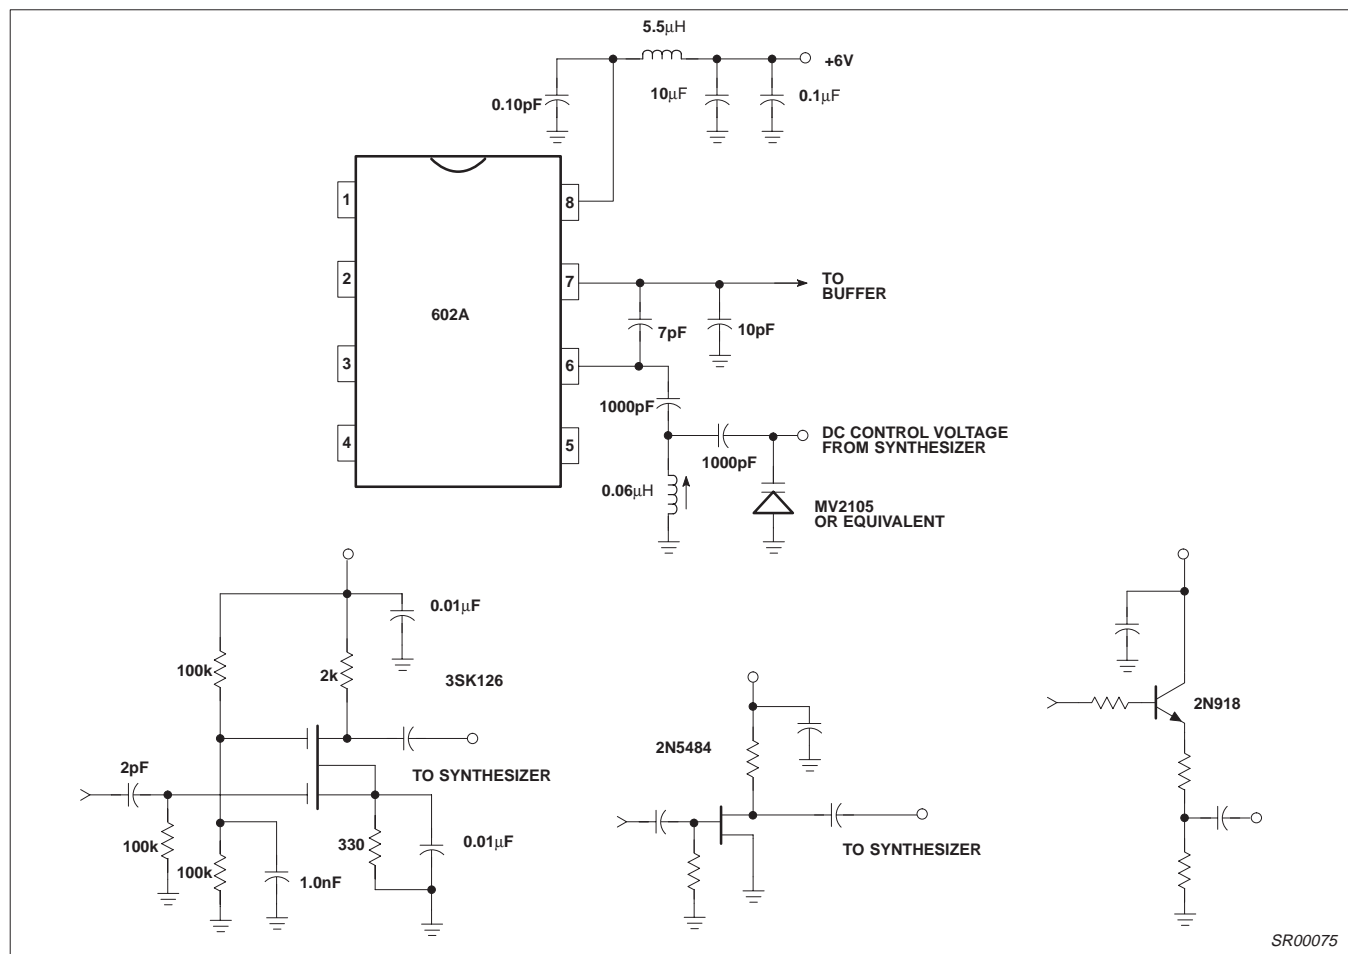 5.5μH
+6V
0.10pF
10μF
0.1μF
1
8
2
7
TO
BUFFER
602A
7pF
10pF
3
6
1000pF
4
5
DC CONTROL VOLTAGE
FROM SYNTHESIZER
1000pF
0.06μH
MV2105
OR EQUIVALENT
0.01μF
100k
2k
3SK126
2N918
2N5484
2pF
TO SYNTHESIZER
100k
330
0.01μF
TO SYNTHESIZER
100k
1.0nF
SR00075